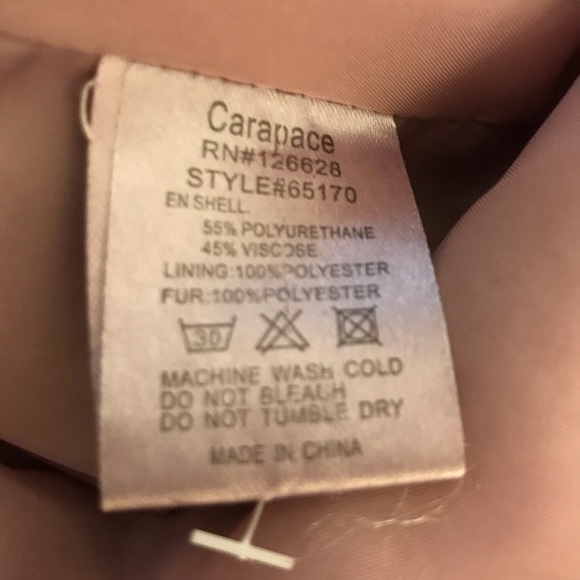 Carapace
RN#126628
STYLE#65170
EN SHELL.
55% POLYURETHANE
45% VISCOSE
LINING:100%POLYESTER
FUR:100%POLYESTER
30
MACHINE WASH COLD
DO NOT BLEACH
DO NOT TUMBLE DRY
MADE IN CHINA